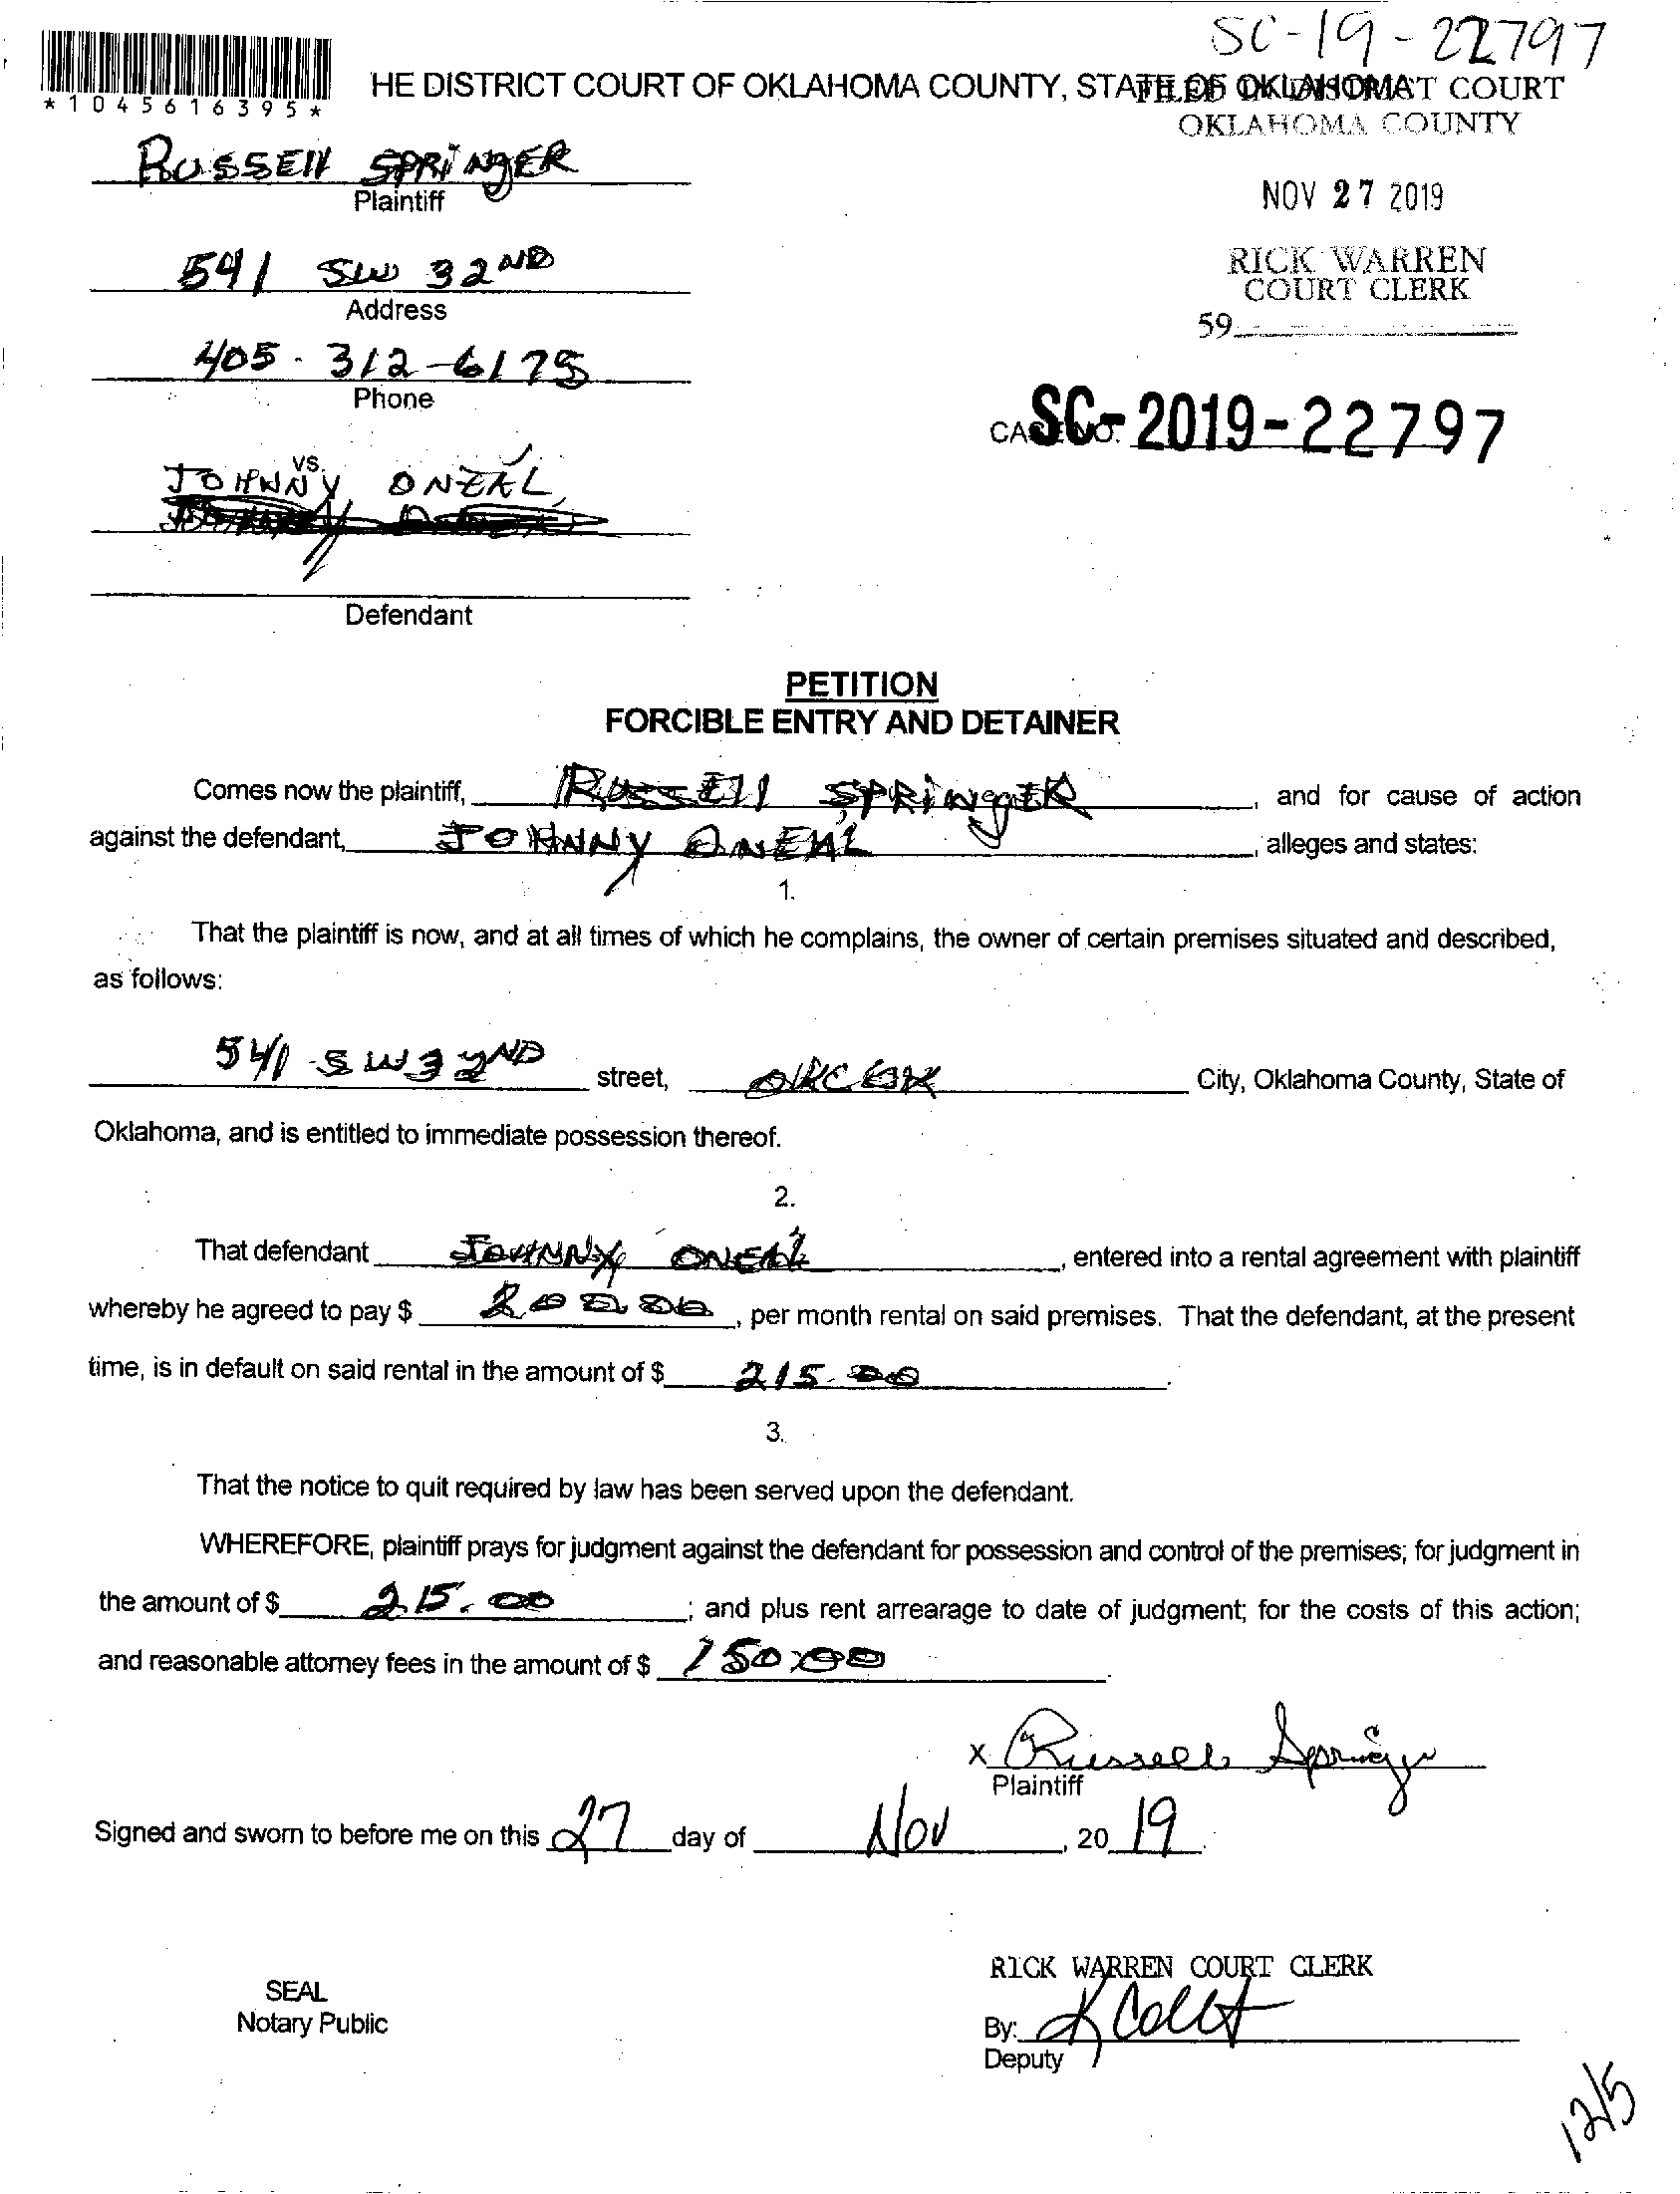 SC-19-22797
*1045616395*
HE DISTRICT COURT OF OKLAHOMA COUNTY, STATE OF OKLAHOMA
FILED IN DISTRICT COURT
OKLAHOMA COUNTY
RUSSEll SPRiNgER
Plaintiff
NOV 27 2019
541 SW 32ND
Address
RICK WARREN
COURT CLERK
59
405-312-6175
Phone
CASE NO. SC-2019-22797
vs.
JOHNNY ONEAL
Defendant
PETITION
FORCIBLE ENTRY AND DETAINER
Comes now the plaintiff, RUSSEll SPRiNgER, and for cause of action
against the defendant, JOHNNY ONEAL, alleges and states:
1.
That the plaintiff is now, and at all times of which he complains, the owner of certain premises situated and described,
as follows:
541 SW 32ND street, OKC OK City, Oklahoma County, State of
Oklahoma, and is entitled to immediate possession thereof.
2.
That defendant JOHNNY ONEAL, entered into a rental agreement with plaintiff
whereby he agreed to pay $ 200.00, per month rental on said premises. That the defendant, at the present
time, is in default on said rental in the amount of $ 215.00.
3.
That the notice to quit required by law has been served upon the defendant.
WHEREFORE, plaintiff prays for judgment against the defendant for possession and control of the premises; for judgment in
the amount of $ 215.00; and plus rent arrearage to date of judgment; for the costs of this action;
and reasonable attorney fees in the amount of $ 150.00.
X Russell Springer
Plaintiff
Signed and sworn to before me on this 27 day of Nov, 2019.
RICK WARREN COURT CLERK
SEAL
Notary Public
By:
Deputy
12/5